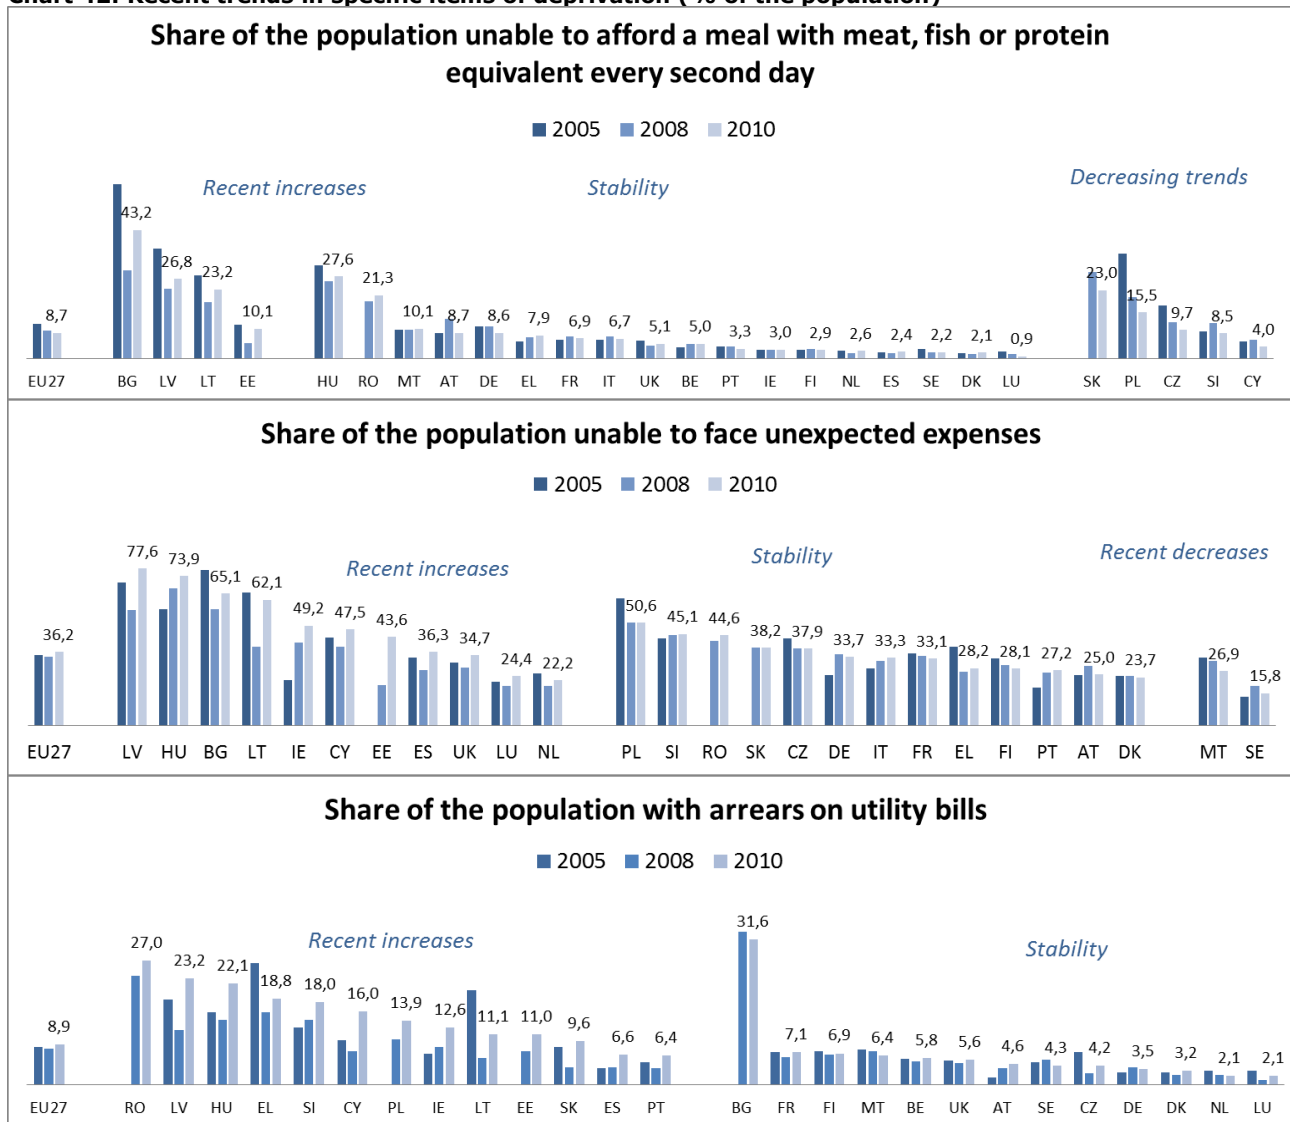 Chart 42: Recent trends in specific items of deprivation (% of the population)
Share of the population unable to afford a meal with meat, fish or protein
equivalent every second day
2005 2008 2010
Recent increases Stability Decreasing trends
8,7 43,2 26,8 23,2 10,1 27,6 21,3 10,1 8,7 8,6 7,9 6,9 6,7 5,1 5,0 3,3 3,0 2,9 2,6 2,4 2,2 2,1 0,9 23,0 15,5 9,7 8,5 4,0
EU27 BG LV LT EE HU RO MT AT DE EL FR IT UK BE PT IE FI NL ES SE DK LU SK PL CZ SI CY
Share of the population unable to face unexpected expenses
2005 2008 2010
Recent increases Stability Recent decreases
36,2 77,6 73,9 65,1 62,1 49,2 47,5 43,6 36,3 34,7 24,4 22,2 50,6 45,1 44,6 38,2 37,9 33,7 33,3 33,1 28,2 28,1 27,2 25,0 23,7 26,9 15,8
EU27 LV HU BG LT IE CY EE ES UK LU NL PL SI RO SK CZ DE IT FR EL FI PT AT DK MT SE
Share of the population with arrears on utility bills
2005 2008 2010
Recent increases Stability
8,9 27,0 23,2 22,1 18,8 18,0 16,0 13,9 12,6 11,1 11,0 9,6 6,6 6,4 31,6 7,1 6,9 6,4 5,8 5,6 4,6 4,3 4,2 3,5 3,2 2,1 2,1
EU27 RO LV HU EL SI CY PL IE LT EE SK ES PT BG FR FI MT BE UK AT SE CZ DE DK NL LU